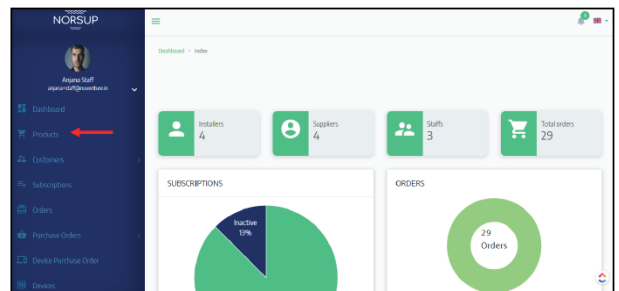 NORSUP
Anjana Staff
anjana+staff@nuventure.in
Dashboard
Products
Customers
Subscriptions
Orders
Purchase Orders
Device Purchase Order
Devices
Dashboard > Index
Installers
4
Suppliers
4
Staffs
3
Total orders
29
SUBSCRIPTIONS
Inactive
13%
ORDERS
29
Orders